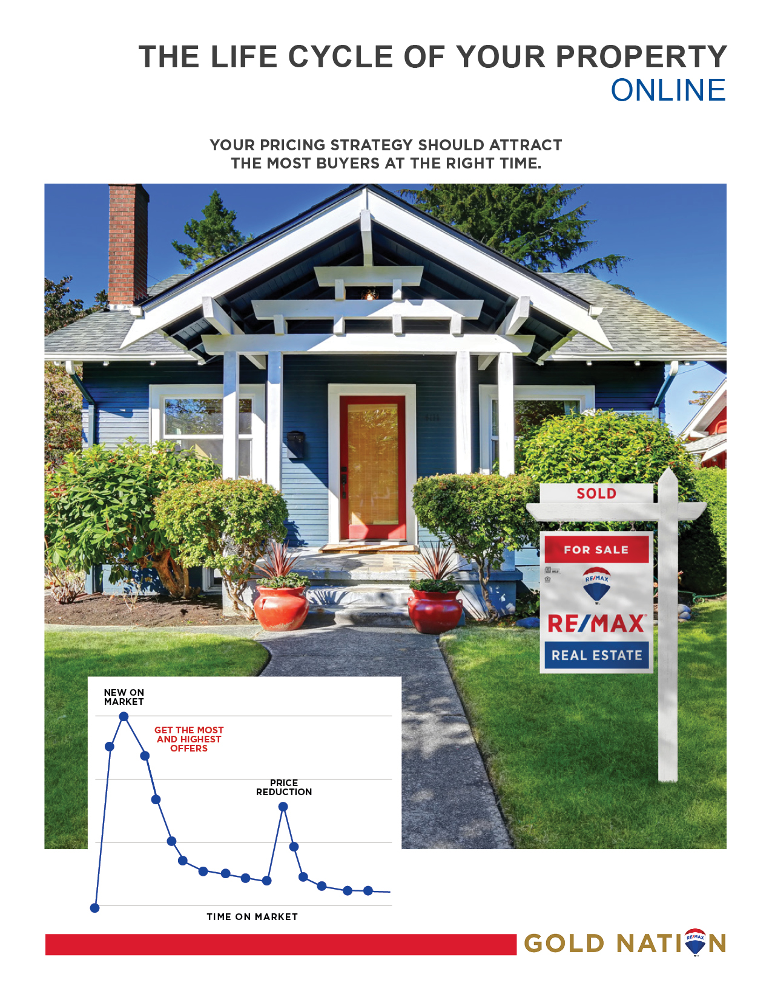 THE LIFE CYCLE OF YOUR PROPERTY
ONLINE
YOUR PRICING STRATEGY SHOULD ATTRACT
THE MOST BUYERS AT THE RIGHT TIME.
SOLD
FOR SALE
RE/MAX
RE/MAX
REAL ESTATE
NEW ON
MARKET
GET THE MOST
AND HIGHEST
OFFERS
PRICE
REDUCTION
TIME ON MARKET
GOLD NATION
RE/MAX